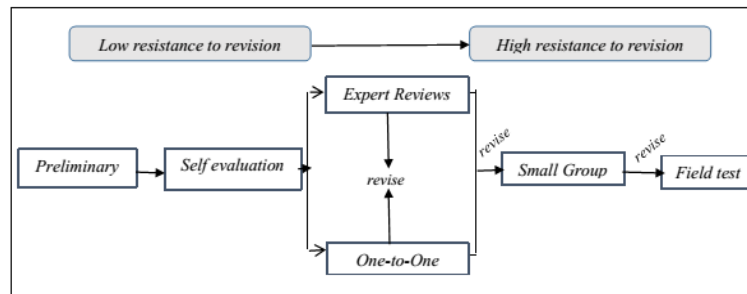 Low resistance to revision
High resistance to revision
Expert Reviews
Preliminary
Self evaluation
revise
revise
Small Group
revise
Field test
One-to-One